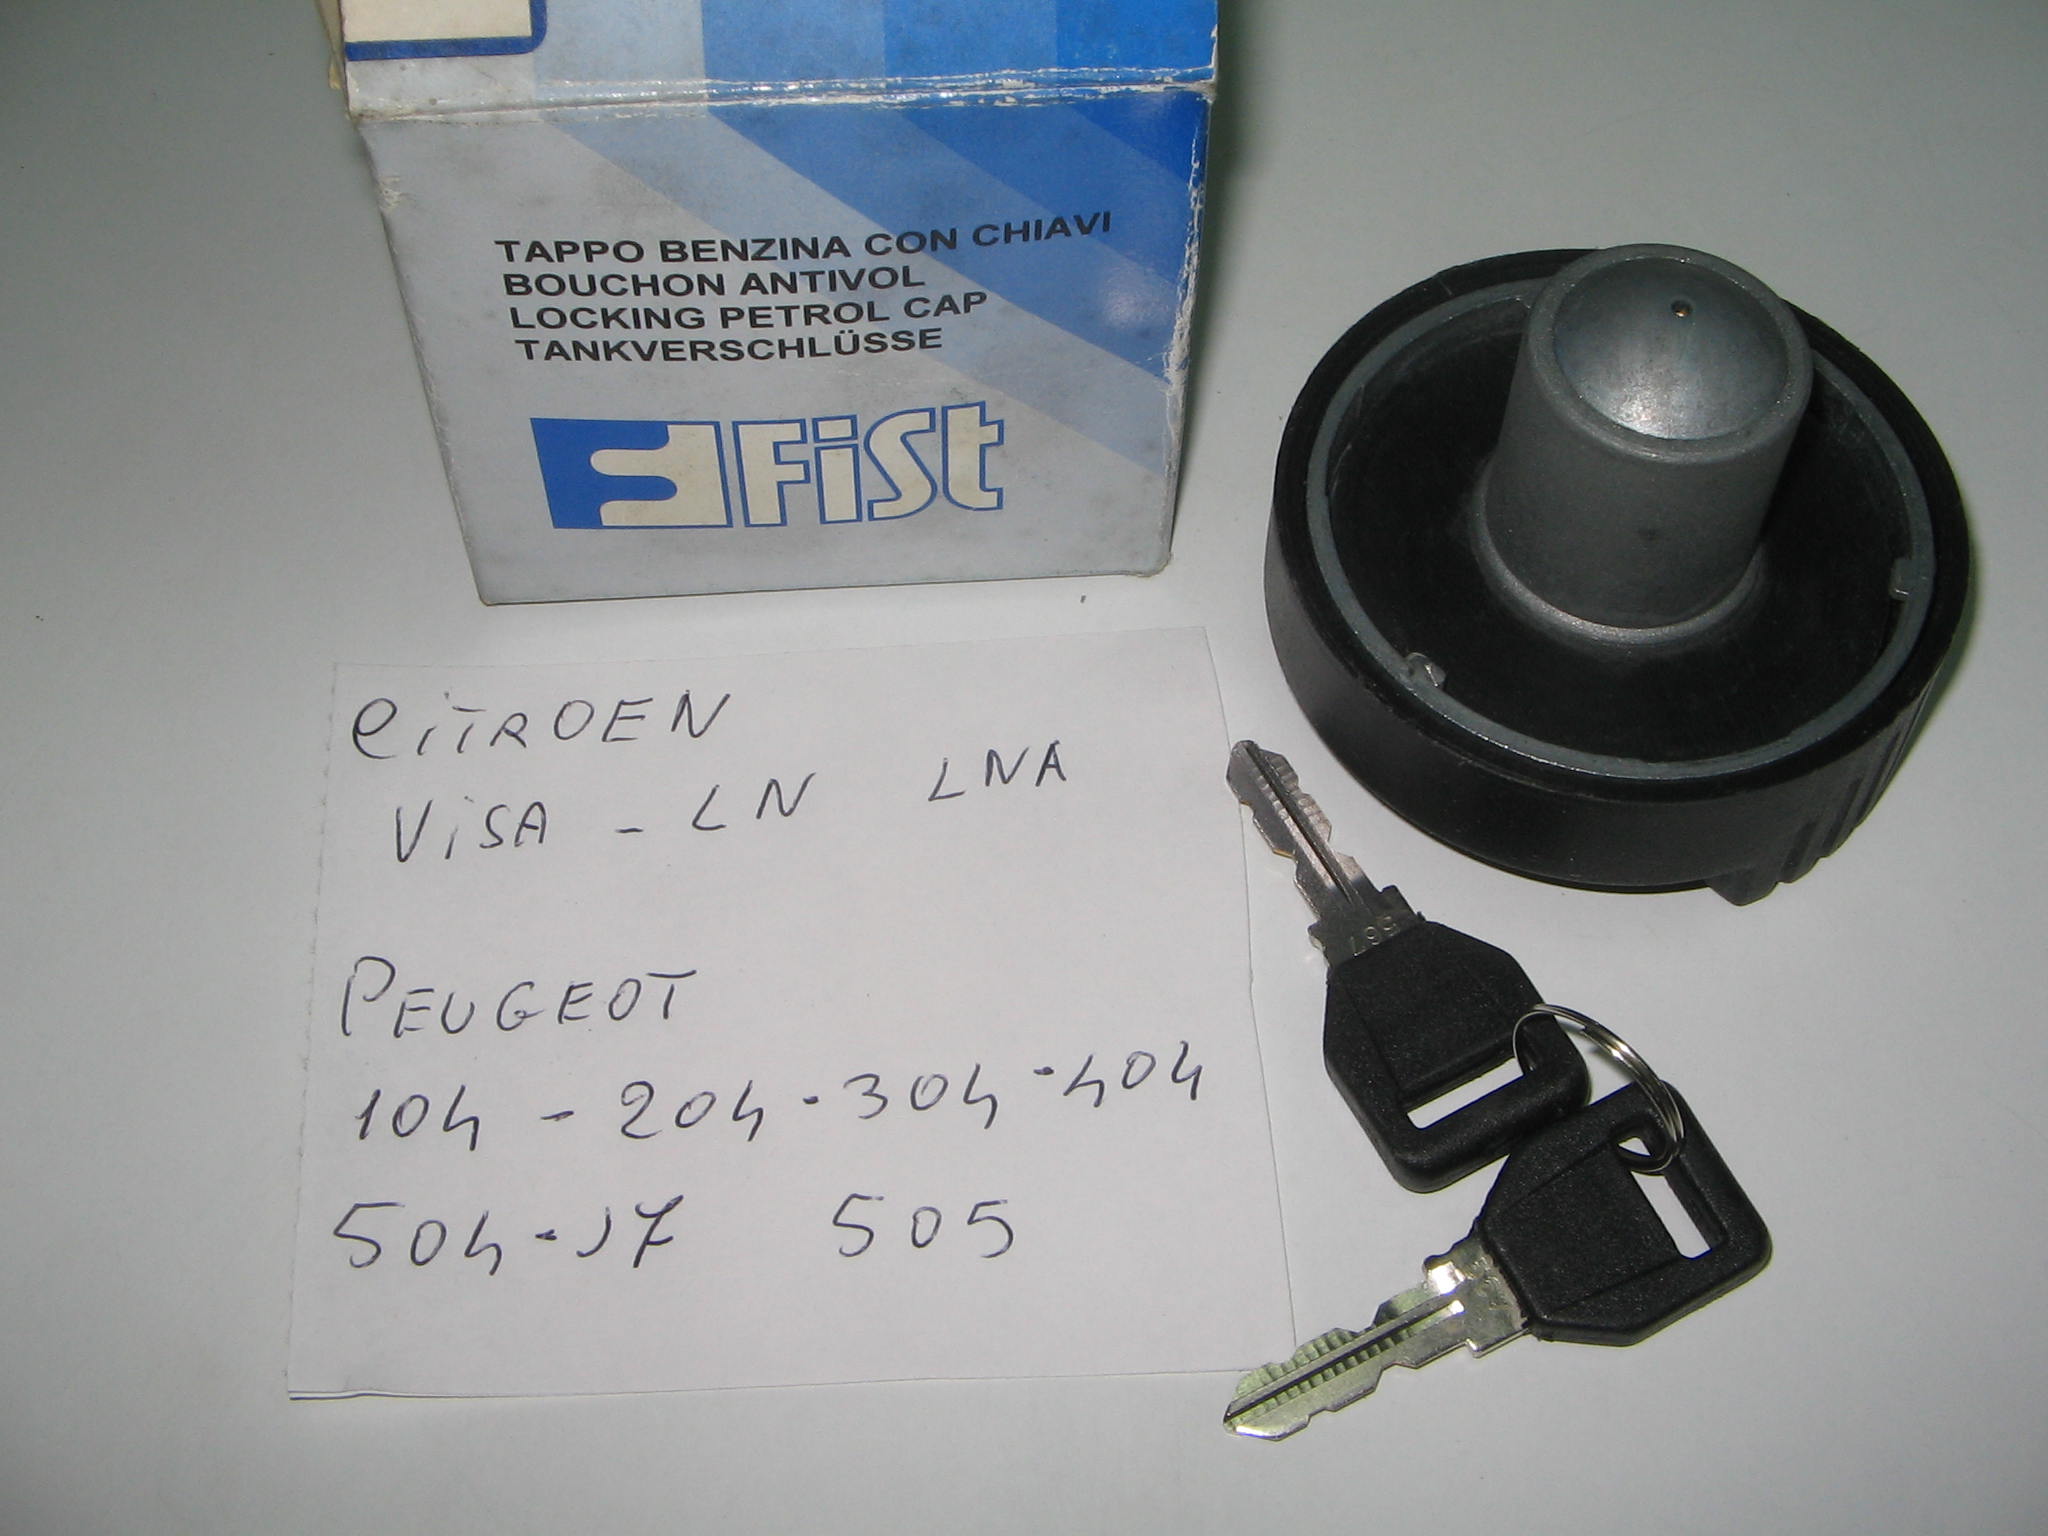 TAPPO BENZINA CON CHIAVI
BOUCHON ANTIVOL
LOCKING PETROL CAP
TANKVERSCHLÜSSE
FiSt
CiTROEN
ViSA - LN LNA
PEUGEOT
104 - 204 - 304 - 404
504 - J7 505
567